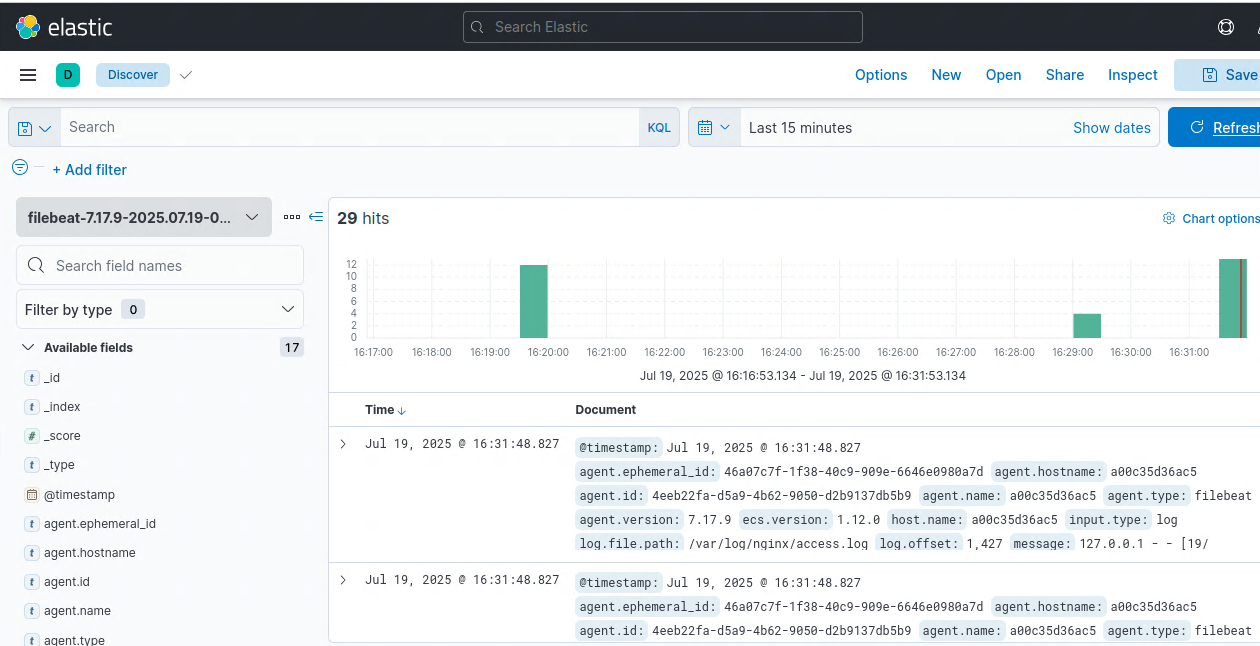 elastic
Search Elastic
D
Discover
Options
New
Open
Share
Inspect
Save
Search
KQL
Last 15 minutes
Show dates
Refresh
+ Add filter
filebeat-7.17.9-2025.07.19-0...
29 hits
Chart options
Search field names
Filter by type 0
Available fields
17
t _id
t _index
# _score
t _type
@timestamp
t agent.ephemeral_id
t agent.hostname
t agent.id
t agent.name
t agent.type
12
10
8
6
4
2
0
16:17:00 16:18:00 16:19:00 16:20:00 16:21:00 16:22:00 16:23:00 16:24:00 16:25:00 16:26:00 16:27:00 16:28:00 16:29:00 16:30:00 16:31:00
Jul 19, 2025 @ 16:16:53.134 - Jul 19, 2025 @ 16:31:53.134
Time
Document
Jul 19, 2025 @ 16:31:48.827
@timestamp: Jul 19, 2025 @ 16:31:48.827
agent.ephemeral_id: 46a07c7f-1f38-40c9-909e-6646e0980a7d agent.hostname: a00c35d36ac5
agent.id: 4eeb22fa-d5a9-4b62-9050-d2b9137db5b9 agent.name: a00c35d36ac5 agent.type: filebeat
agent.version: 7.17.9 ecs.version: 1.12.0 host.name: a00c35d36ac5 input.type: log
log.file.path: /var/log/nginx/access.log log.offset: 1,427 message: 127.0.0.1 - - [19/
Jul 19, 2025 @ 16:31:48.827
@timestamp: Jul 19, 2025 @ 16:31:48.827
agent.ephemeral_id: 46a07c7f-1f38-40c9-909e-6646e0980a7d agent.hostname: a00c35d36ac5
agent.id: 4eeb22fa-d5a9-4b62-9050-d2b9137db5b9 agent.name: a00c35d36ac5 agent.type: filebeat